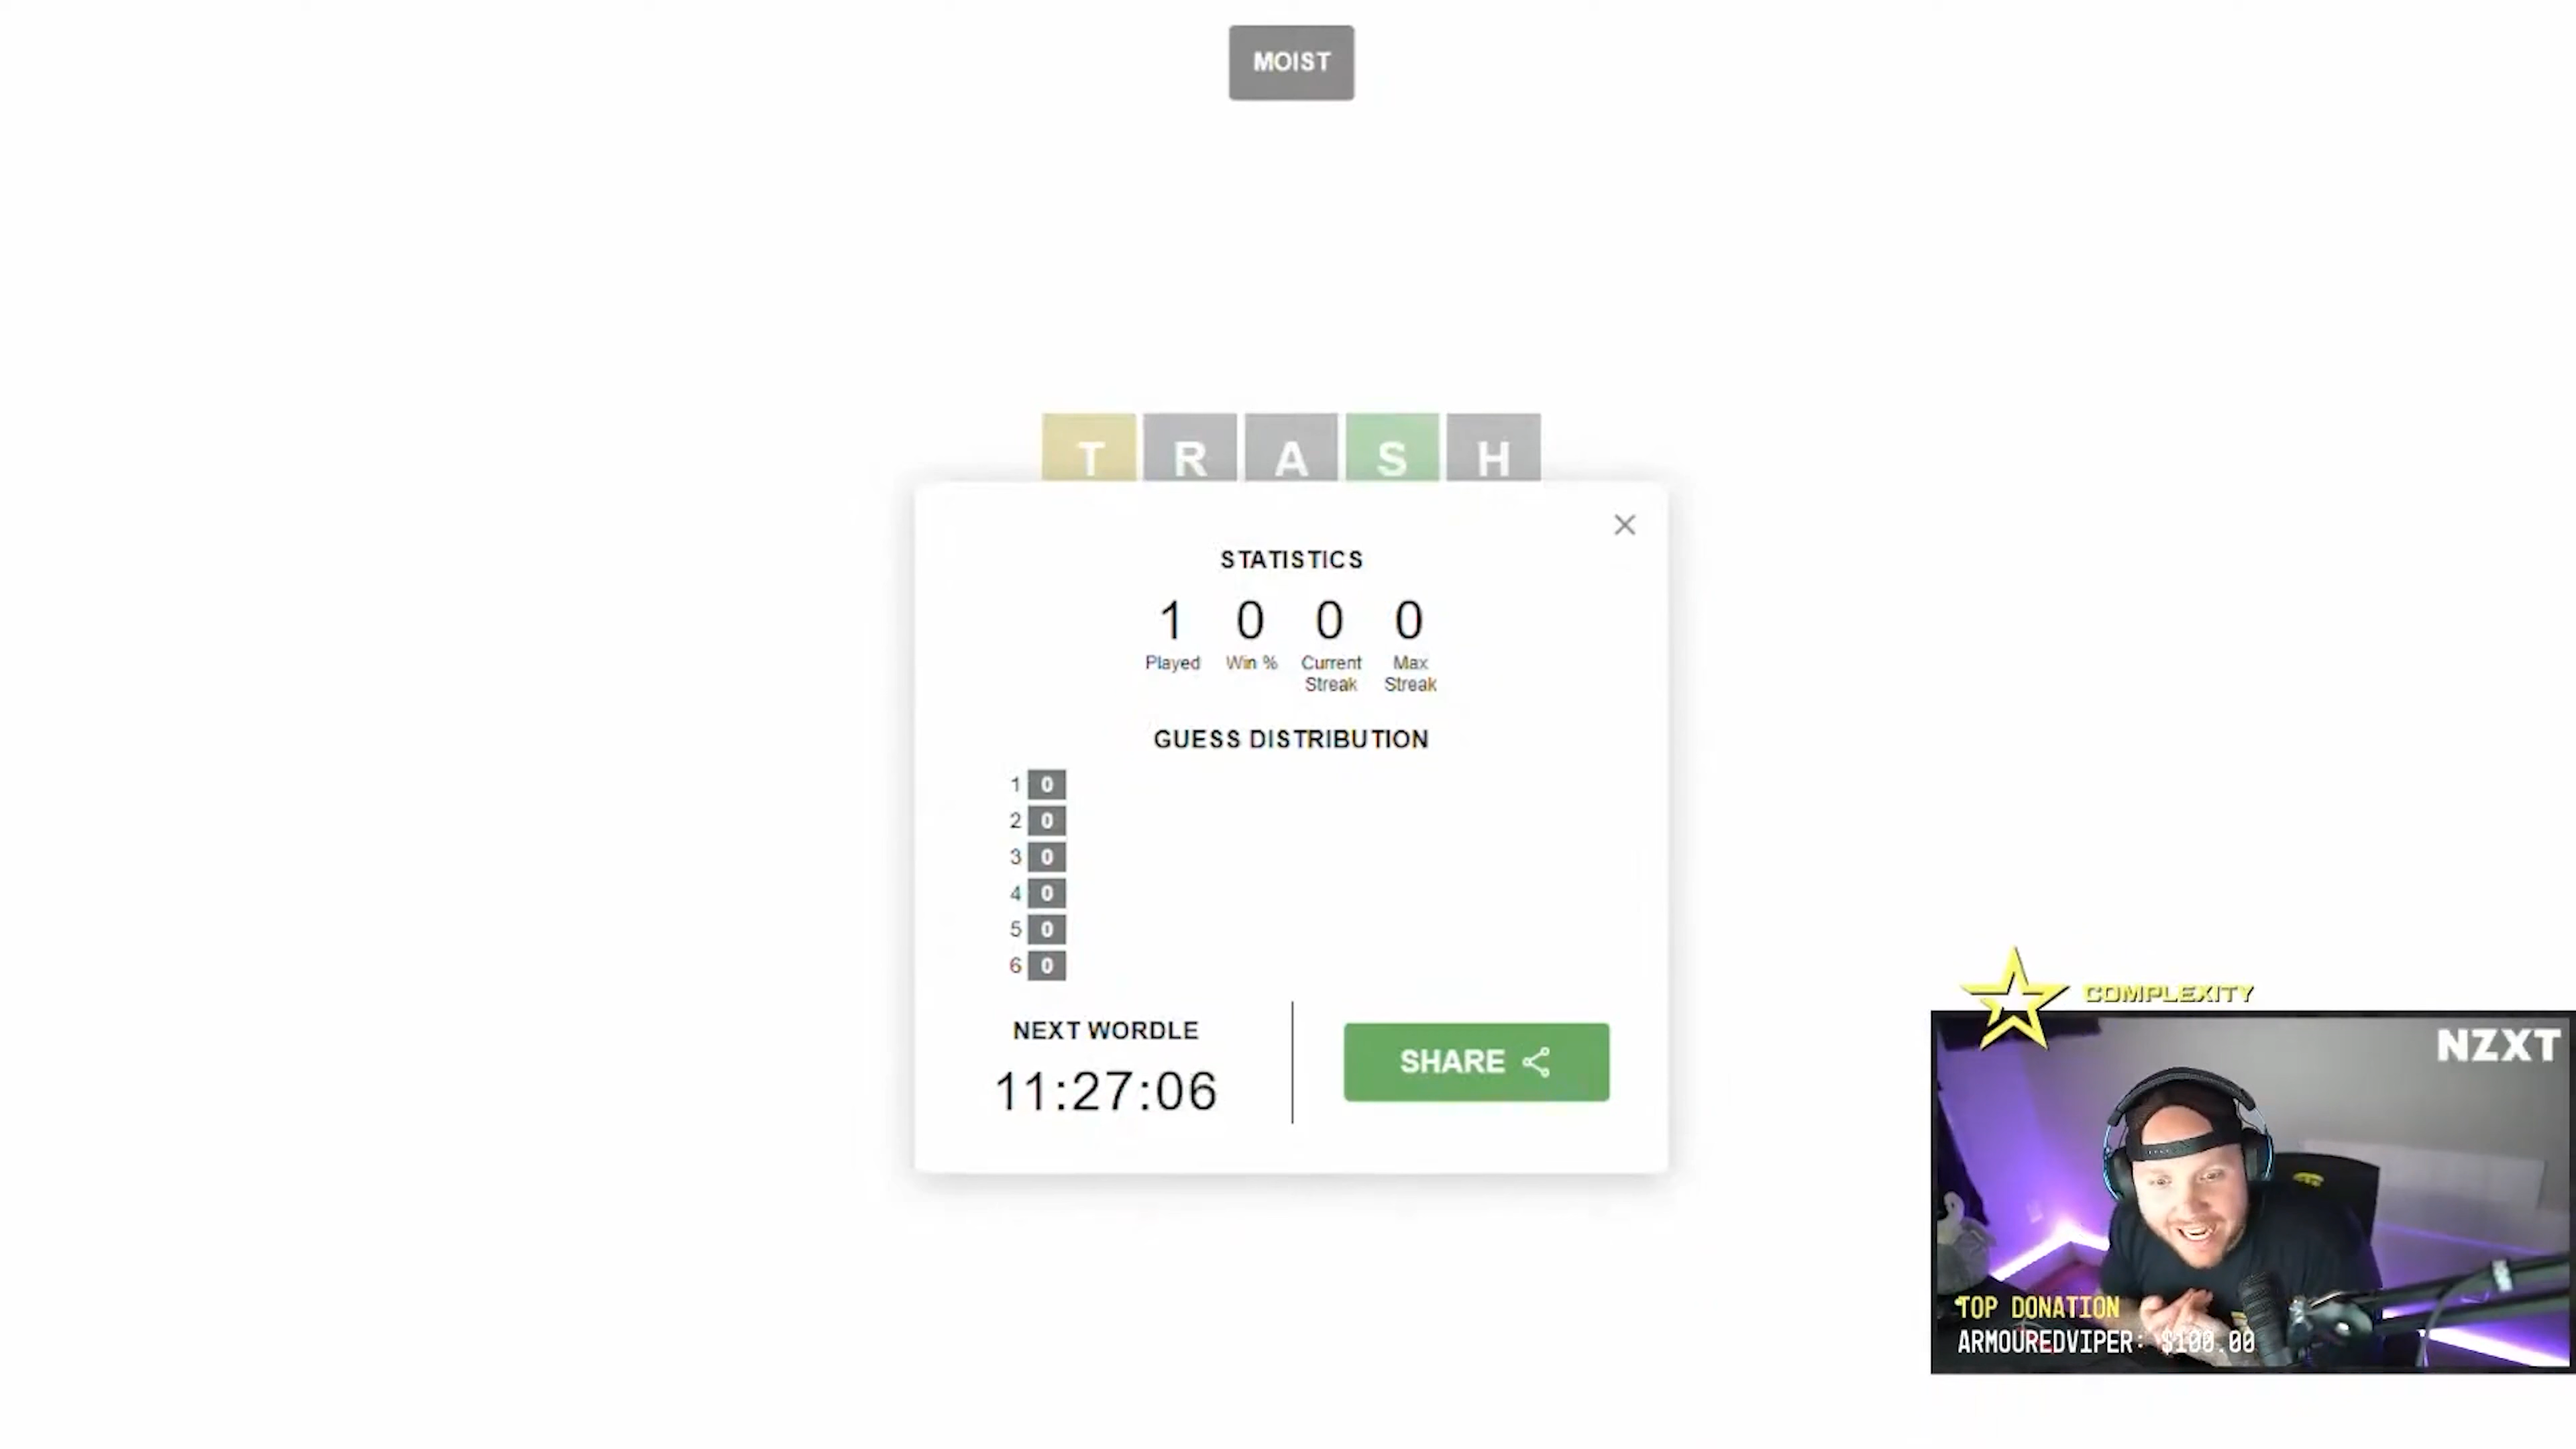 MOIST
T R A S H
STATISTICS
1 0 0 0
Played Win % Current Streak Max Streak
GUESS DISTRIBUTION
1 0
2 0
3 0
4 0
5 0
6 0
NEXT WORDLE
11:27:06
SHARE
COMPLEXITY
NZXT
TOP DONATION
ARMOUREDVIPER: $100.00